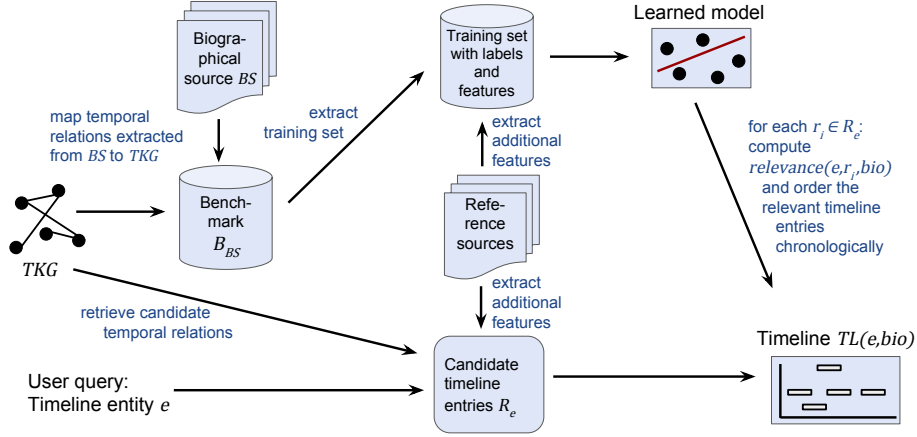 Biogra-
phical
source BS
Training set
with labels
and
features
Learned model
map temporal
relations extracted
from BS to TKG
extract
training set
extract
additional
features
for each r_i ∈ R_e:
compute
relevance(e,r_i,bio)
and order the
relevant timeline
entries
chronologically
Bench-
mark
B_BS
Refe-
rence
sources
TKG
retrieve candidate
temporal relations
extract
additional
features
Timeline TL(e,bio)
User query:
Timeline entity e
Candidate
timeline
entries R_e